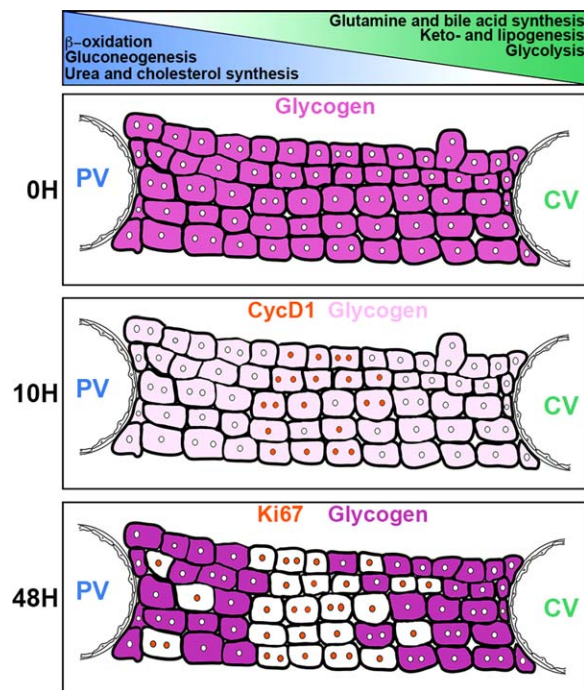 Glutamine and bile acid synthesis
Keto- and lipogenesis
Glycolysis
β-oxidation
Gluconeogenesis
Urea and cholesterol synthesis
Glycogen
0H
PV
CV
CycD1 Glycogen
10H
PV
CV
Ki67 Glycogen
48H
PV
CV